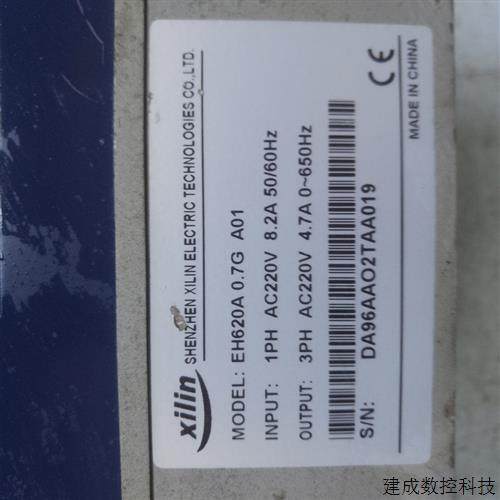 xilin
SHENZHEN XILIN ELECTRIC TECHNOLOGIES CO.,LTD.
MODEL: EH620A 0.7G A01
INPUT: 1PH AC220V 8.2A 50/60Hz
OUTPUT: 3PH AC220V 4.7A 0~650Hz
S/N: DA96AAO2TAA019
CE
MADE IN CHINA
建成数控科技